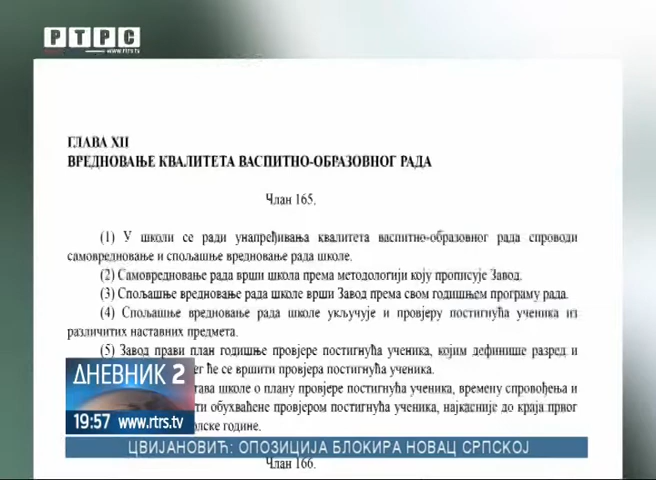 РТРС
www.rtrs.tv
ГЛАВА XII
ВРЕДНОВАЊЕ КВАЛИТЕТА ВАСПИТНО-ОБРАЗОВНОГ РАДА
Члан 165.
(1) У школи се ради унапређивања квалитета васпитно-образовног рада спроводи
самовредновање и спољашње вредновање рада школе.
(2) Самовредновање рада врши школа према методологији коју прописује Завод.
(3) Спољашње вредновање рада школе врши Завод према свом годишњем програму рада.
(4) Спољашње вредновање рада школе укључује и провјеру постигнућа ученика из
различитих наставних предмета.
(5) Завод прави план годишње провјере постигнућа ученика, којим дефинише разред и
ег ће се вршити провјера постигнућа ученика.
тава школе о плану провјере постигнућа ученика, времену спровођења и
ти обухваћене провјером постигнућа ученика, најкасније до краја првог
олске године.
ДНЕВНИК 2
19:57 www.rtrs.tv
ЦВИЈАНОВИЋ: ОПОЗИЦИЈА БЛОКИРА НОВАЦ СРПСКОЈ
Члан 166.